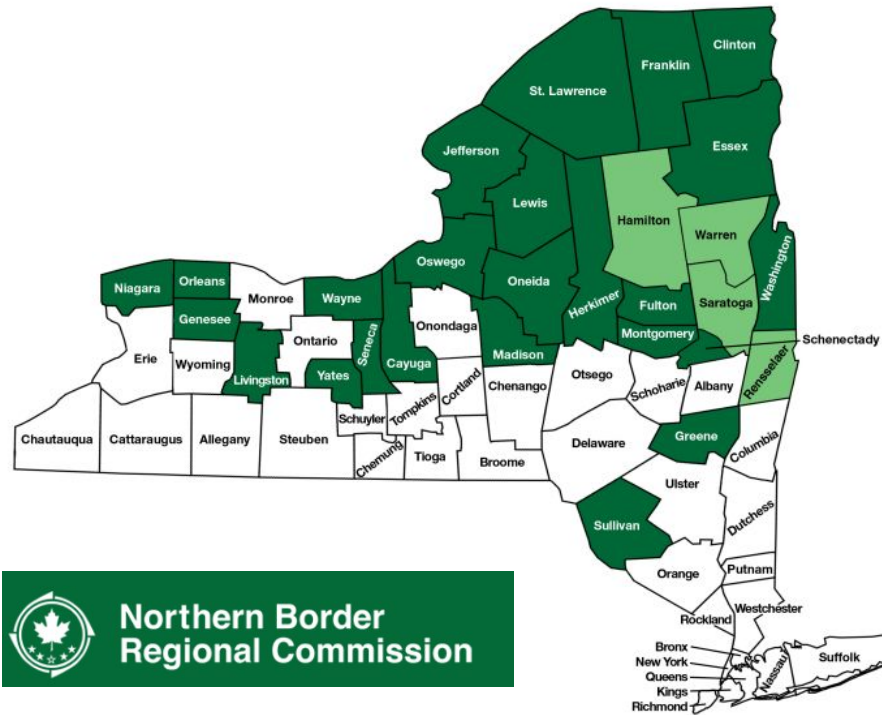 Clinton
Franklin
St. Lawrence
Essex
Jefferson
Lewis
Hamilton
Warren
Washington
Oswego
Oneida
Herkimer
Saratoga
Niagara
Orleans
Monroe
Wayne
Fulton
Genesee
Onondaga
Montgomery
Ontario
Seneca
Cayuga
Madison
Schenectady
Erie
Wyoming
Livingston
Yates
Cortland
Chenango
Otsego
Schoharie
Albany
Rensselaer
Schuyler
Tompkins
Chautauqua
Cattaraugus
Allegany
Steuben
Chemung
Tioga
Broome
Delaware
Greene
Columbia
Ulster
Sullivan
Dutchess
Orange
Putnam
Rockland
Westchester
Bronx
New York
Queens
Kings
Richmond
Nassau
Suffolk
Northern Border
Regional Commission